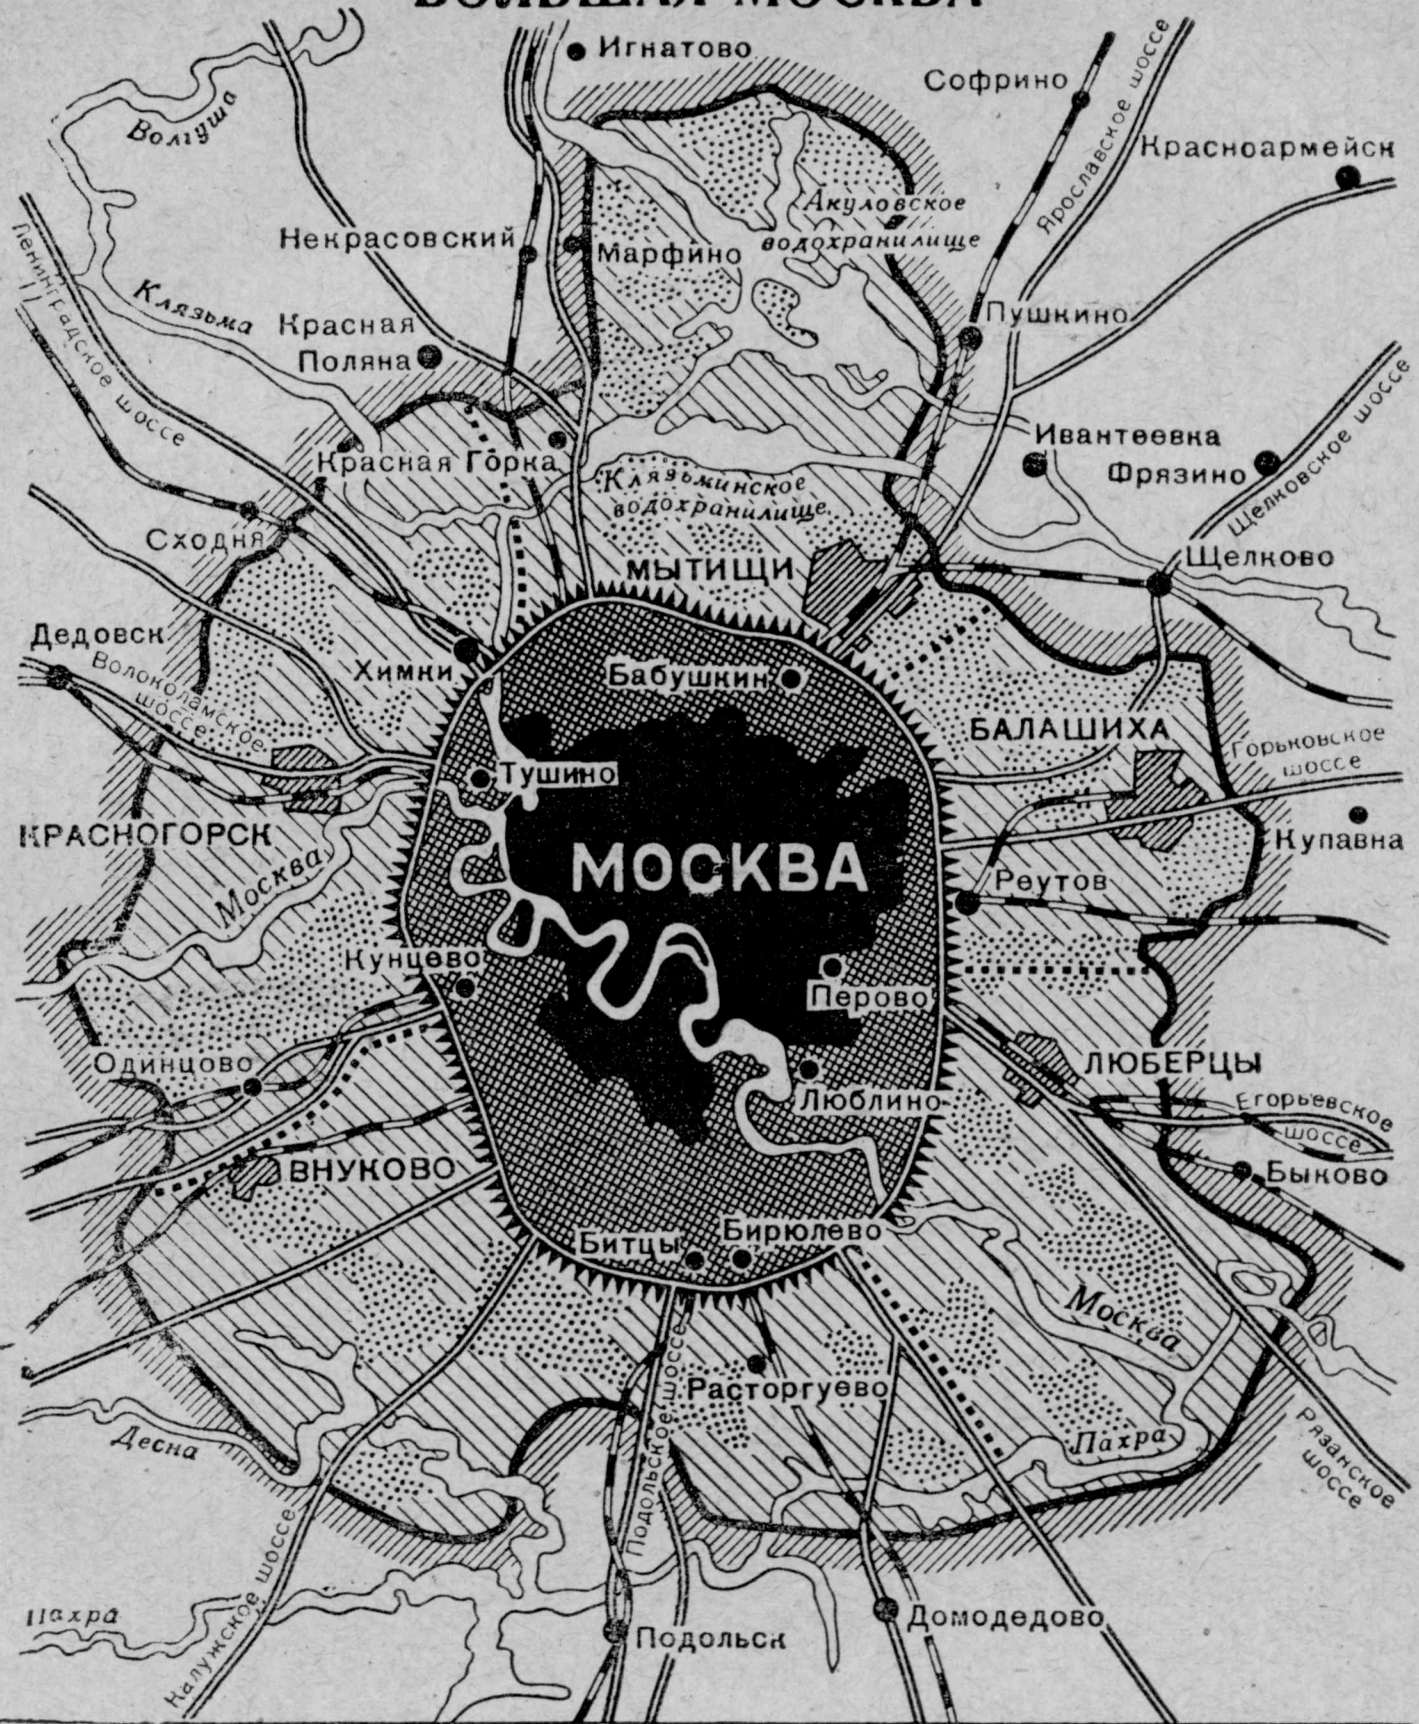 БОЛЬШАЯ МОСКВА
Игнатово
Софрино
Ярославское шоссе
Красноармейск
Волгуша
Акуловское
водохранилище
Некрасовский
Марфино
Ленинградское шоссе
Клязьма
Красная
Поляна
Пушкино
Ивантеевка
Фрязино
Щелковское шоссе
Красная Горка
Клязьминское
водохранилище
Сходня
МЫТИЩИ
Щелково
Дедовск
Волоколамское
шоссе
Химки
Бабушкин
БАЛАШИХА
Горьковское
шоссе
Тушино
КРАСНОГОРСК
Купавна
Москва
МОСКВА
Реутов
Кунцево
Перово
Одинцово
ЛЮБЕРЦЫ
Люблино
Егорьевское
шоссе
ВНУКОВО
Быково
Битцы
Бирюлево
Москва
Расторгуево
Подольское шоссе
Десна
Пахра
Рязанское
шоссе
Калужское шоссе
Пахра
Подольск
Домодедово